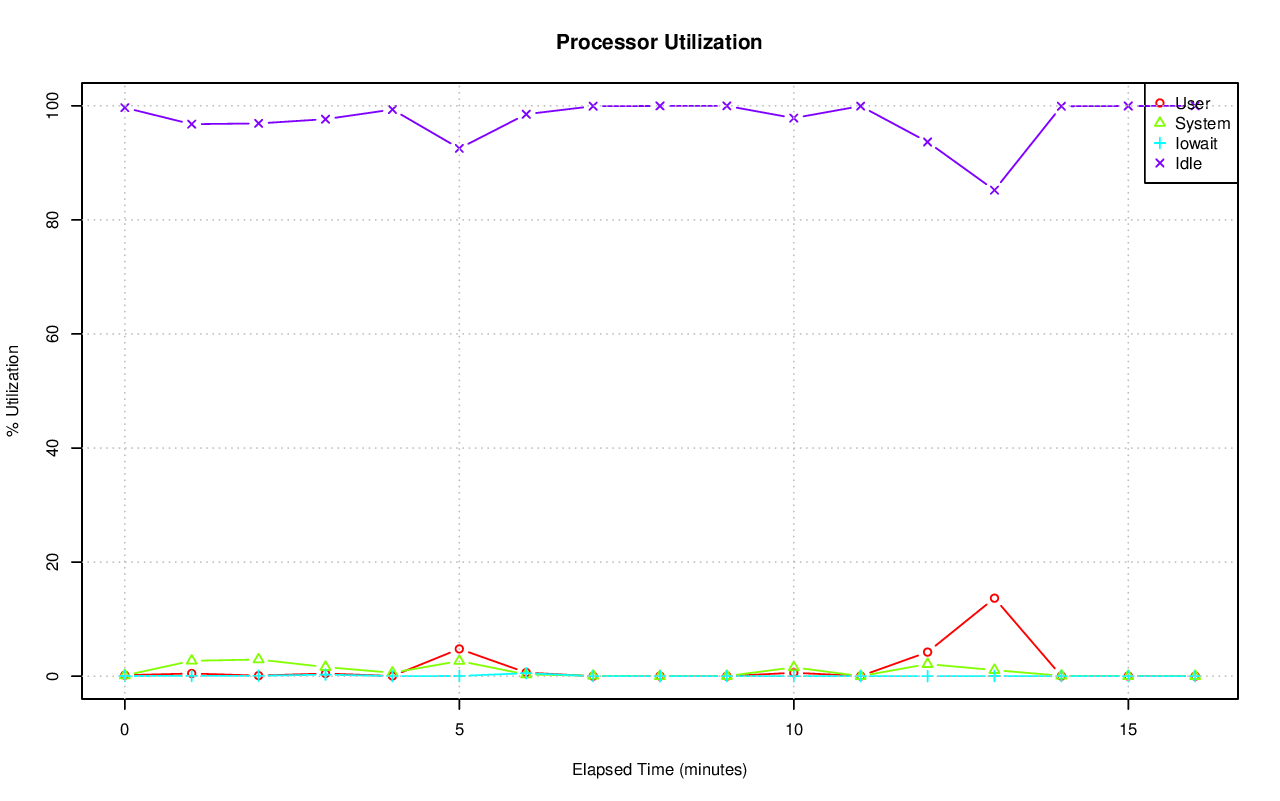 Processor Utilization
100
80
60
40
20
0
% Utilization
User
System
Iowait
Idle
0 5 10 15
Elapsed Time (minutes)